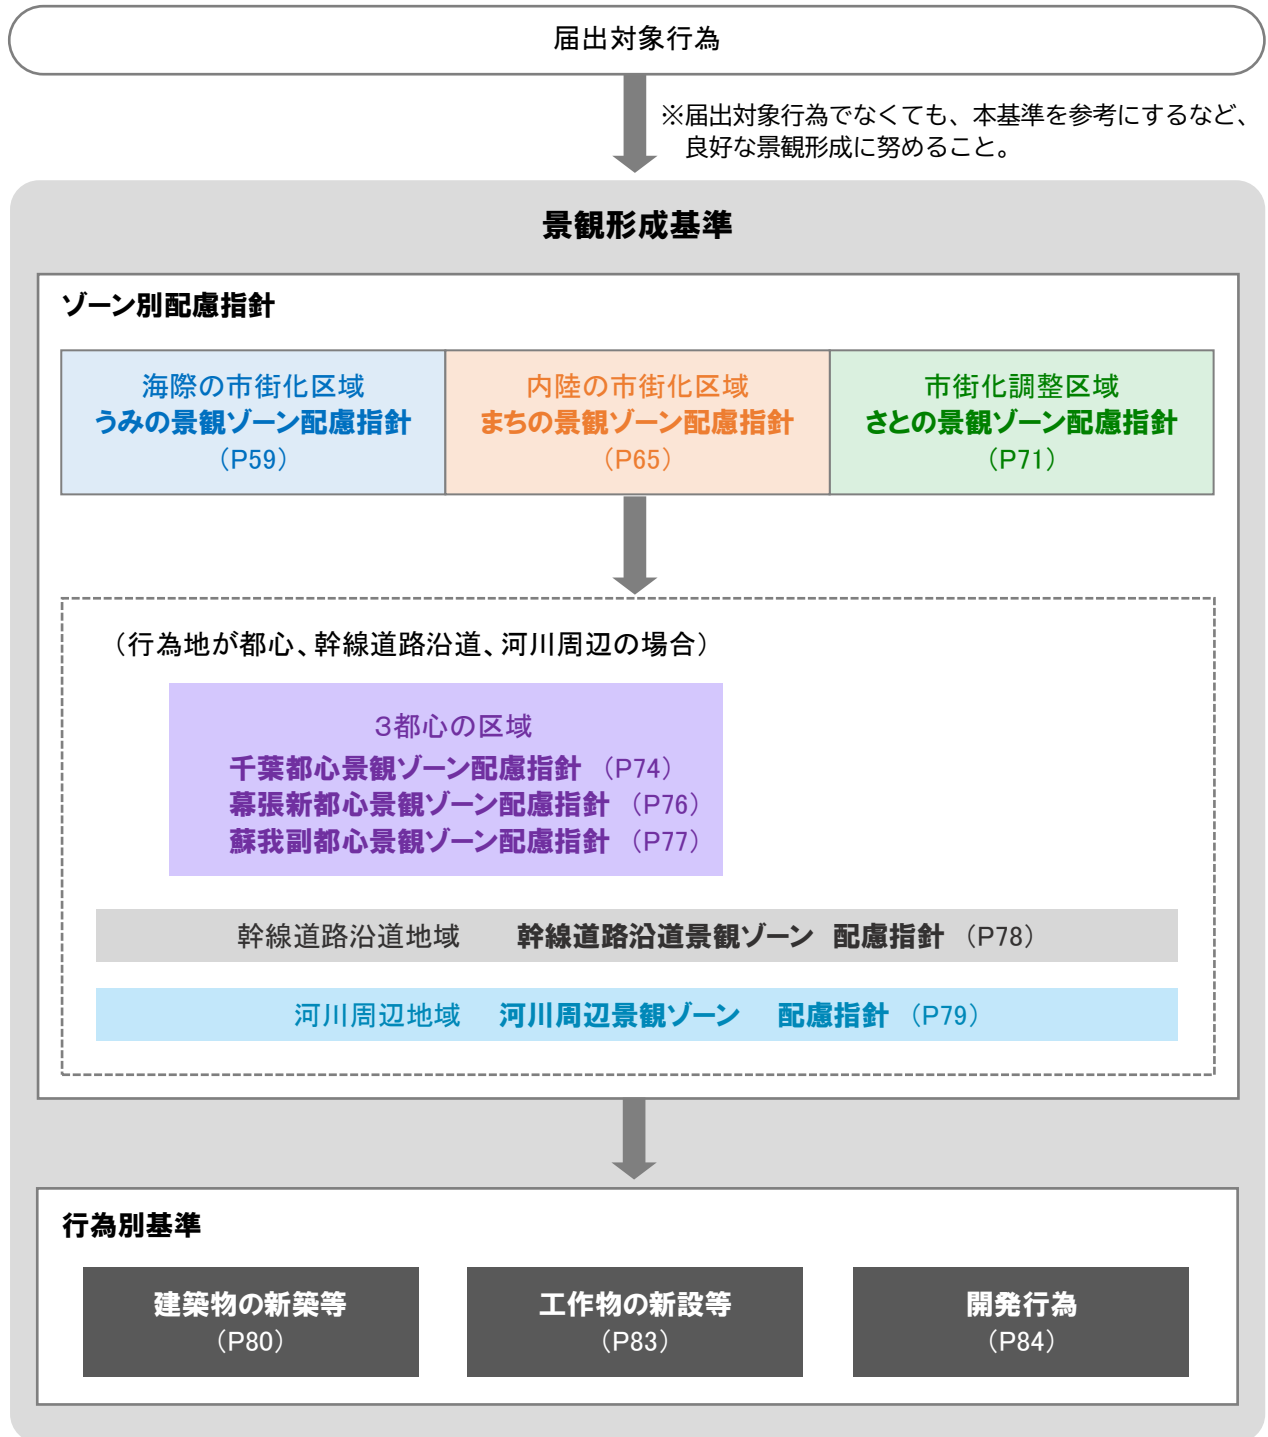 届出対象行為
※届出対象行為でなくても、本基準を参考にするなど、
良好な景観形成に努めること。
景観形成基準
ゾーン別配慮指針
海際の市街化区域
うみの景観ゾーン配慮指針
（P59）
内陸の市街化区域
まちの景観ゾーン配慮指針
（P65）
市街化調整区域
さとの景観ゾーン配慮指針
（P71）
（行為地が都心、幹線道路沿道、河川周辺の場合）
３都心の区域
千葉都心景観ゾーン配慮指針（P74）
幕張新都心景観ゾーン配慮指針（P76）
蘇我副都心景観ゾーン配慮指針（P77）
幹線道路沿道地域　幹線道路沿道景観ゾーン　配慮指針（P78）
河川周辺地域　河川周辺景観ゾーン　配慮指針（P79）
行為別基準
建築物の新築等
（P80）
工作物の新設等
（P83）
開発行為
（P84）